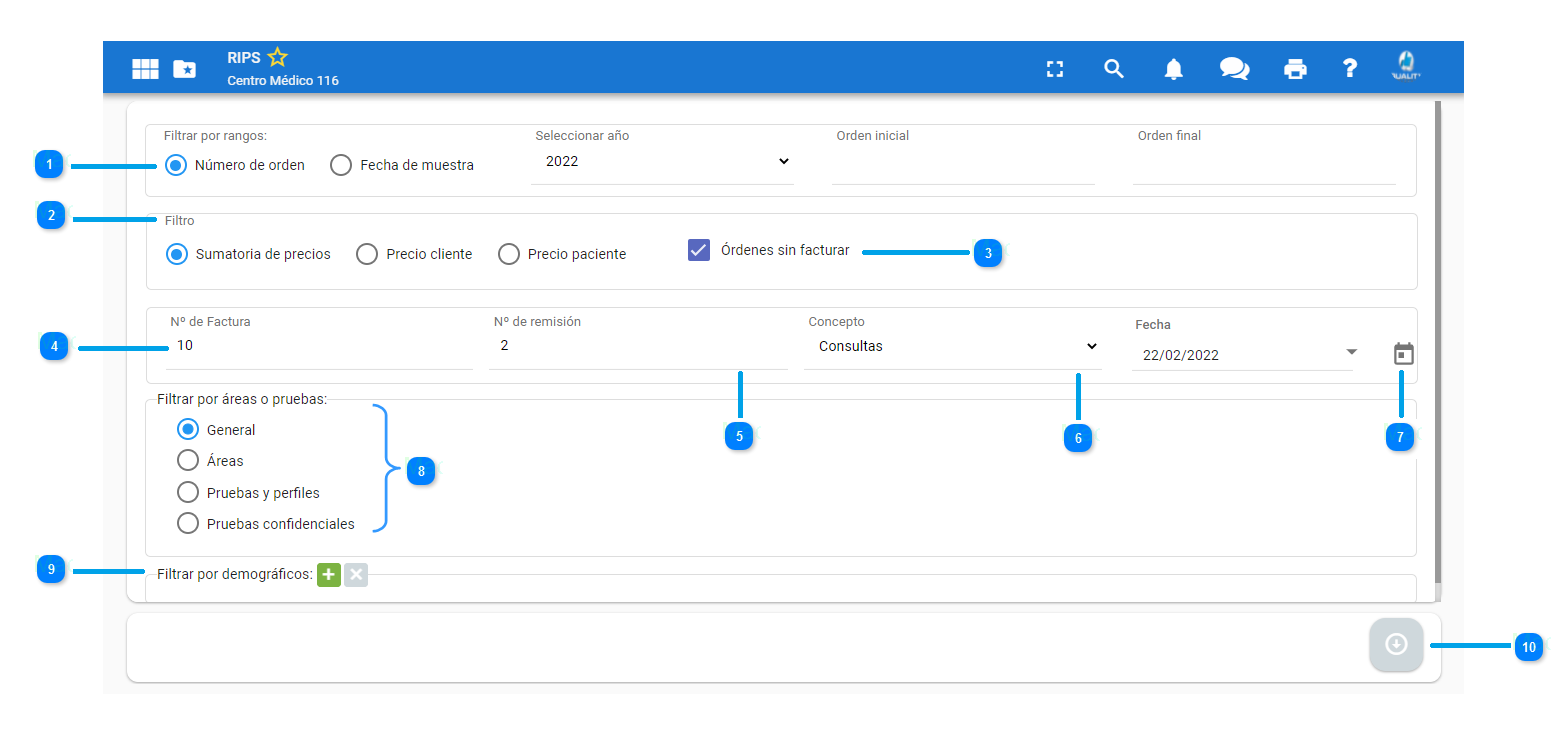 RIPS
Centro Médico 116
?
Filtrar por rangos:
Seleccionar año
Orden inicial
Orden final
1
Número de orden
Fecha de muestra
2022
2
Filtro
Sumatoria de precios
Precio cliente
Precio paciente
Órdenes sin facturar
3
Nº de Factura
Nº de remisión
Concepto
Fecha
4
10
2
Consultas
22/02/2022
Filtrar por áreas o pruebas:
General
5
6
7
Áreas
8
Pruebas y perfiles
Pruebas confidenciales
9
Filtrar por demográficos:
10